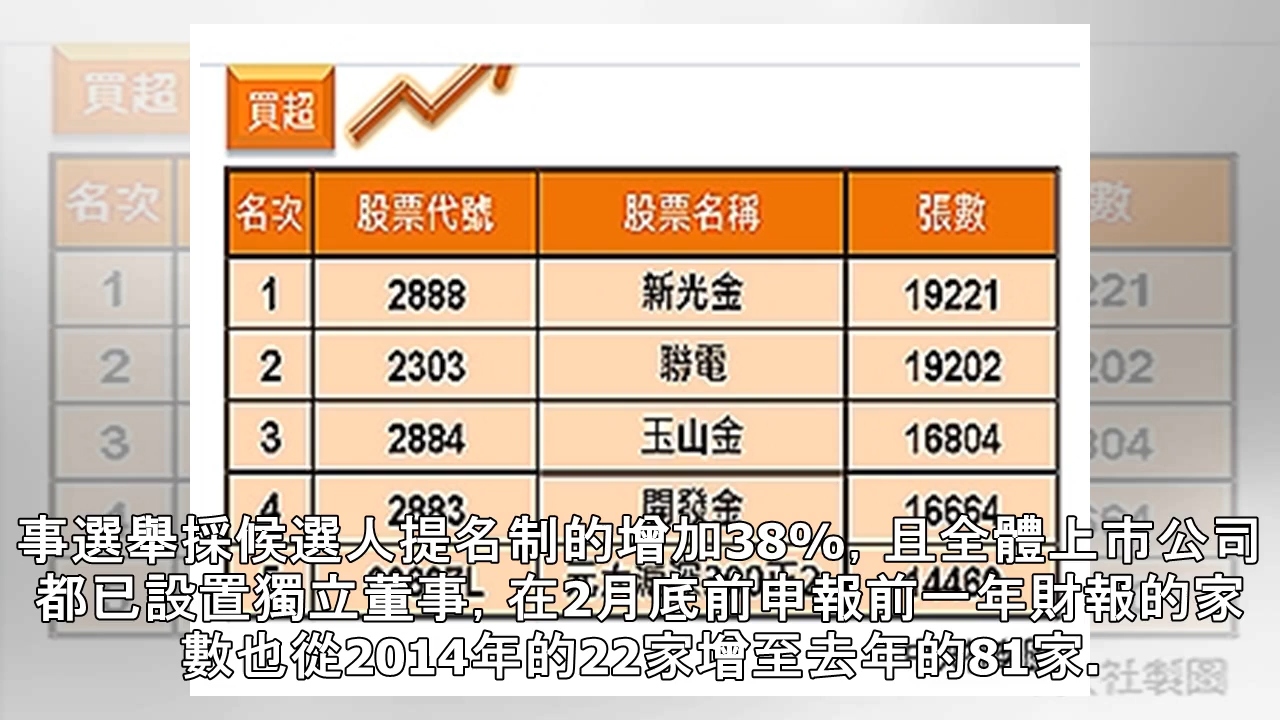 買超
名次 股票代號 股票名稱 張數
1 2888 新光金 19221
2 2303 聯電 19202
3 2884 玉山金 16804
4 2883 開發金 16664
事選舉採候選人提名制的增加38%, 且全體上市公司
都已設置獨立董事, 在2月底前申報前一年財報的家
數也從2014年的22家增至去年的81家.
社製圖